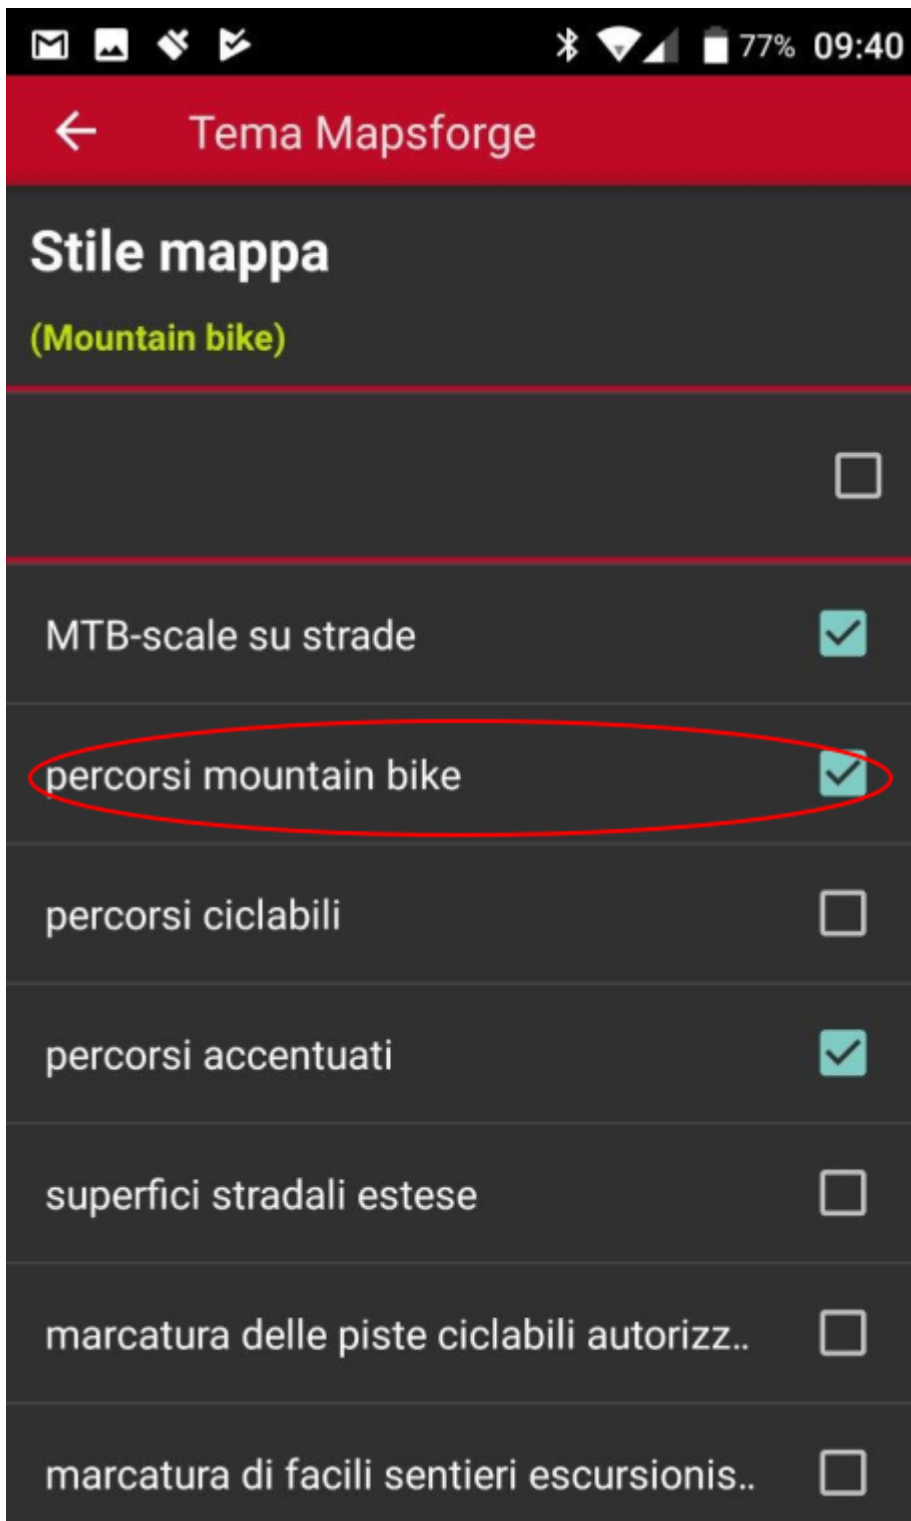 77% 09:40
Tema Mapsforge
Stile mappa
(Mountain bike)
MTB-scale su strade
percorsi mountain bike
percorsi ciclabili
percorsi accentuati
superfici stradali estese
marcatura delle piste ciclabili autorizz..
marcatura di facili sentieri escursionis..